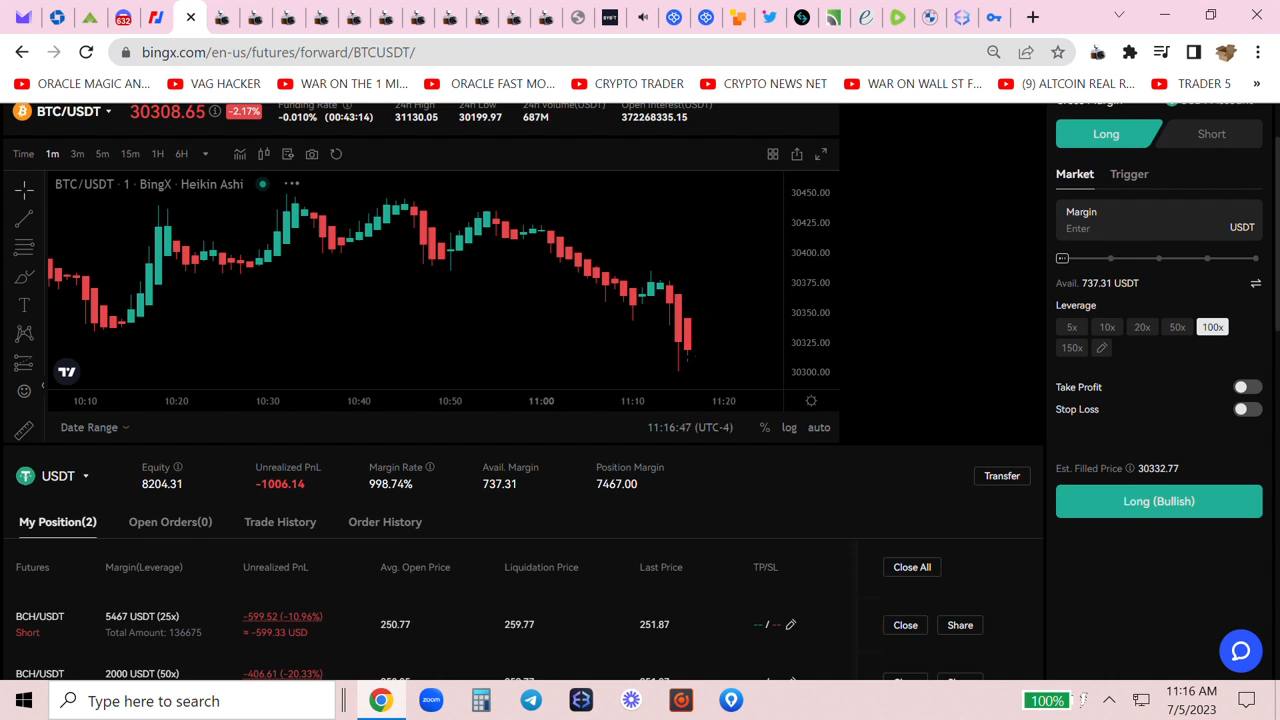 632
BYBIT
bingx.com/en-us/futures/forward/BTCUSDT/
ORACLE MAGIC AN... VAG HACKER WAR ON THE 1 MI... ORACLE FAST MO... CRYPTO TRADER CRYPTO NEWS NET WAR ON WALL ST F... (9) ALTCOIN REAL R... TRADER 5 »
BTC/USDT 30308.65 -2.17%
Funding Rate 24h High 24h Low 24h Volume(USDT) Open Interest(USDT)
-0.010% (00:43:14) 31130.05 30199.97 687M 372268335.15
Time 1m 3m 5m 15m 1H 6H
BTC/USDT · 1 · BingX · Heikin Ashi
30450.00
30425.00
30400.00
30375.00
30350.00
30325.00
30300.00
10:10 10:20 10:30 10:40 10:50 11:00 11:10 11:20
Date Range 11:16:47 (UTC-4) % log auto
Long Short
Market Trigger
Margin
Enter USDT
Avail. 737.31 USDT
Leverage
5x 10x 20x 50x 100x
150x
Take Profit
Stop Loss
Est. Filled Price 30332.77
Long (Bullish)
USDT
Equity Unrealized PnL Margin Rate Avail. Margin Position Margin
8204.31 -1006.14 998.74% 737.31 7467.00
Transfer
My Position(2) Open Orders(0) Trade History Order History
Futures Margin(Leverage) Unrealized PnL Avg. Open Price Liquidation Price Last Price TP/SL Close All
BCH/USDT 5467 USDT (25x) -599.52 (-10.96%) 250.77 259.77 251.87 -- / -- Close Share
Short Total Amount: 136675 ≈ -599.33 USD
BCH/USDT 2000 USDT (50x) -406.61 (-20.33%)
Type here to search
zoom
100%
11:16 AM
7/5/2023